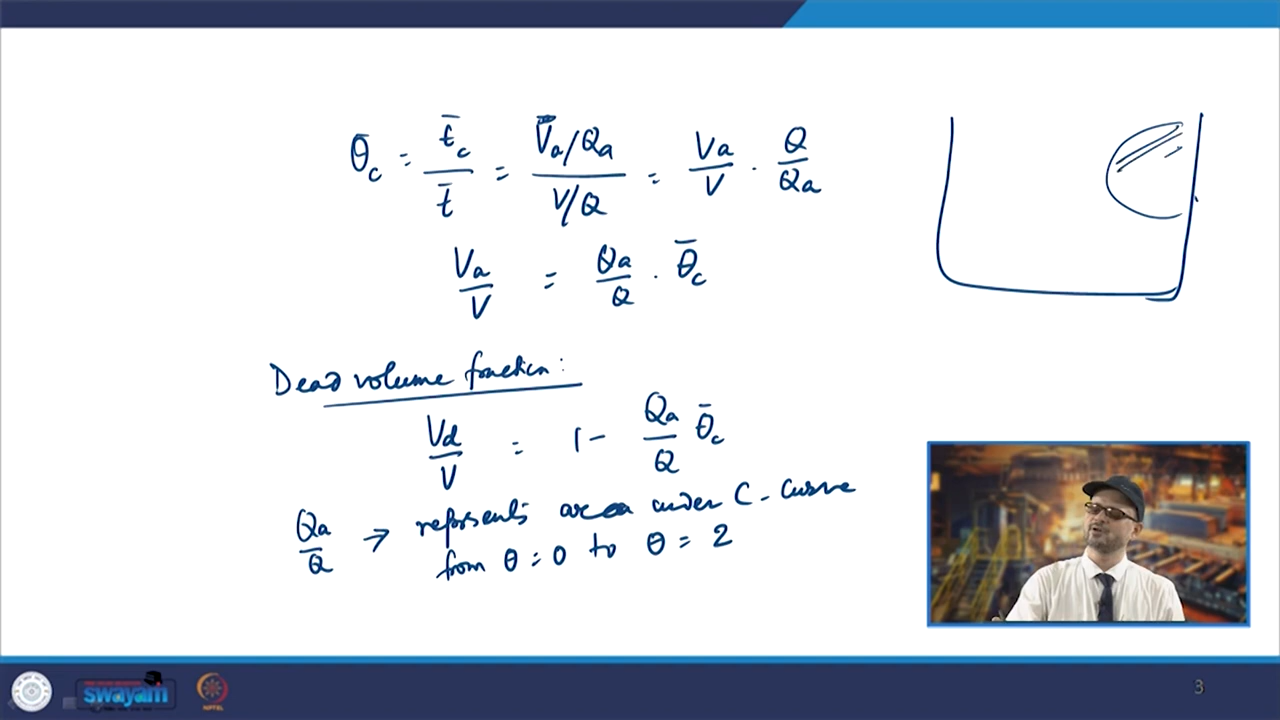 θ̄c = t̄c / t̄ = (V̄a/Qa) / (V/Q) = Va/V · Q/Qa
Va/V = Qa/Q · θ̄c
Dead volume fraction:
Vd/V = 1 - Qa/Q θ̄c
Qa/Q → represents area under C-curve
from θ = 0 to θ = 2
swayam
NPTEL
3